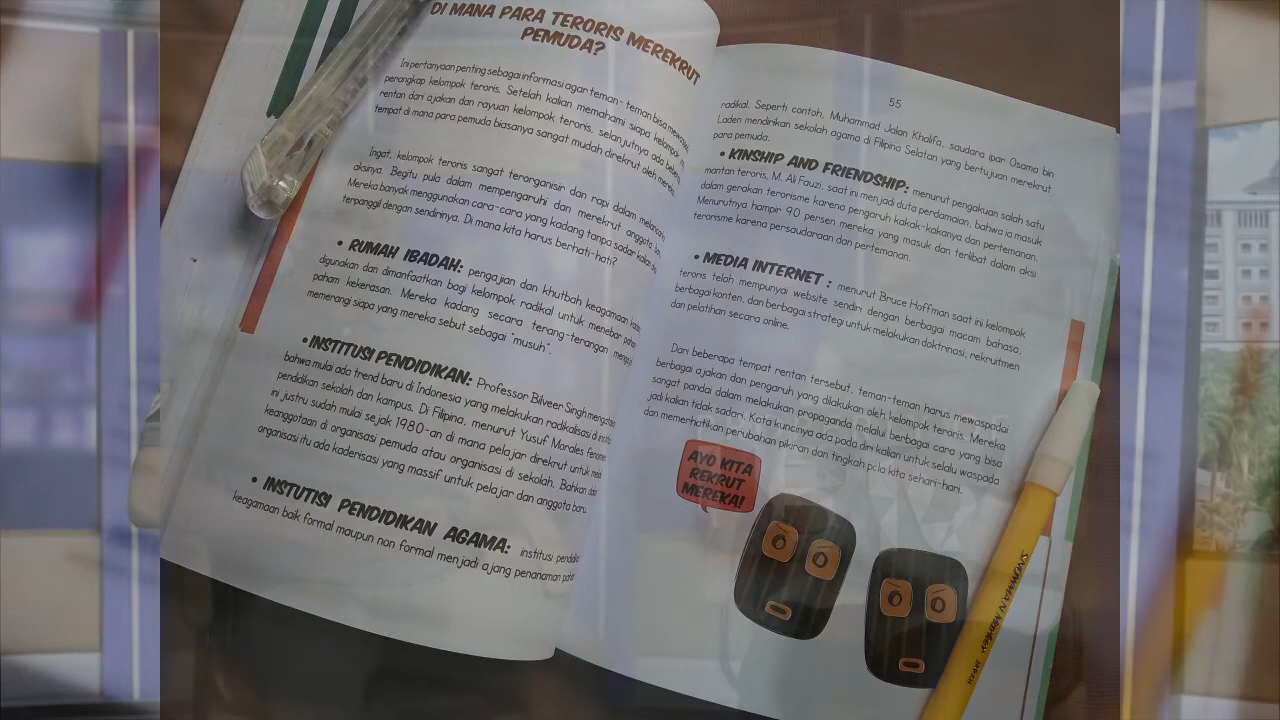 DI MANA PARA TERORIS MEREKRUT
PEMUDA?
Ini pertanyaan penting sebagai informasi agar teman-teman bisa
perangkap kelompok teroris. Setelah kalian memahami siapa kelompok
rentan dari ajakan dan rayuan kelompok teroris, selanjutnya ada
tempat di mana para pemuda biasanya sangat mudah direkrut oleh
Ingat, kelompok teroris sangat terorganisir dan rapi dalam
aksinya. Begitu pula dalam mempengaruhi dan merekrut anggota
Mereka banyak menggunakan cara-cara yang kadang tanpa sadar
terpanggil dengan sendirinya. Di mana kita harus berhati-hati?
• RUMAH IBADAH: pengajian dan khutbah keagamaan
digunakan dan dimanfaatkan bagi kelompok radikal untuk menebar
paham kekerasan. Mereka kadang secara terang-terangan
memerangi siapa yang mereka sebut sebagai "musuh".
• INSTITUSI PENDIDIKAN: Professor Bilveer Singh
bahwa mulai ada trend baru di Indonesia yang melakukan radikalisasi di
pendidikan sekolah dan kampus. Di Filipina, menurut Yusuf Morales
ini justru sudah mulai sejak 1980-an di mana pelajar direkrut untuk
keanggotaan di organisasi pemuda atau organisasi di sekolah. Bahkan
organisasi itu ada kaderisasi yang massif untuk pelajar dan anggota baru.
• INSTUTISI PENDIDIKAN AGAMA: institusi
keagamaan baik formal maupun non formal menjadi ajang penanaman
55
radikal. Seperti contoh, Muhammad Jalan Khalifa, saudara ipar Osama bin
Laden mendirikan sekolah agama di Filipina Selatan yang bertujuan merekrut
para pemuda.
• KINSHIP AND FRIENDSHIP: menurut pengakuan salah satu
mantan teroris, M. Ali Fauzi, saat ini menjadi duta perdamaian, bahwa ia masuk
dalam gerakan terorisme karena pengaruh kakak-kakanya dan pertemanan.
Menurutnya hampir 90 persen mereka yang masuk dan terlibat dalam aksi
terorisme karena persaudaraan dan pertemanan.
• MEDIA INTERNET : menurut Bruce Hoffman saat ini kelompok
teroris telah mempunyai website sendiri dengan berbagai macam bahasa,
berbagai konten, dan berbagai strategi untuk melakukan doktrinasi, rekruitmen
dan pelatihan secara online.
Dari beberapa tempat rentan tersebut, teman-teman harus mewaspadai
berbagai ajakan dan pengaruh yang dilakukan oleh kelompok teroris. Mereka
sangat pandai dalam melakukan propaganda melalui berbagai cara yang bisa
jadi kalian tidak sadari. Kata kuncinya ada pada diri kalian untuk selalu waspada
dan memerhatikan perubahan pikiran dan tingkah pola kita sehari-hari.
AYO KITA
REKRUT
MEREKA!
SNOWMAN Marker JAPAN